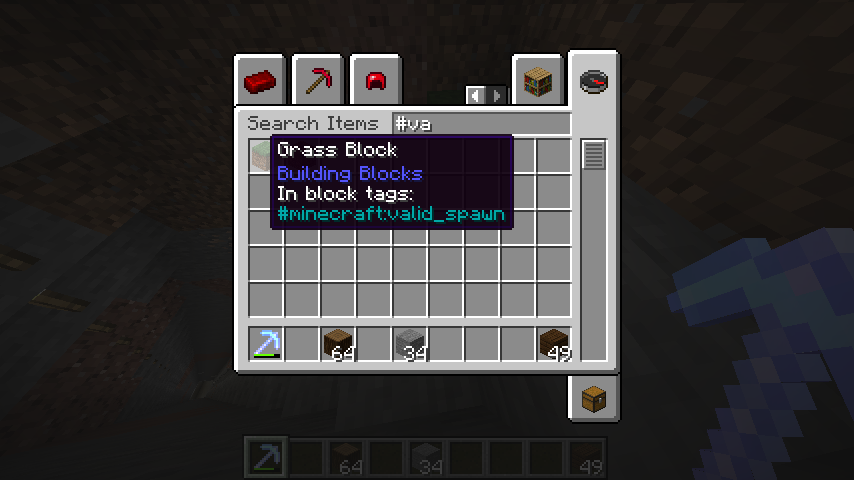 Search Items #va
Grass Block
Building Blocks
In block tags:
#minecraft:valid_spawn
64 34 49
64 34 49